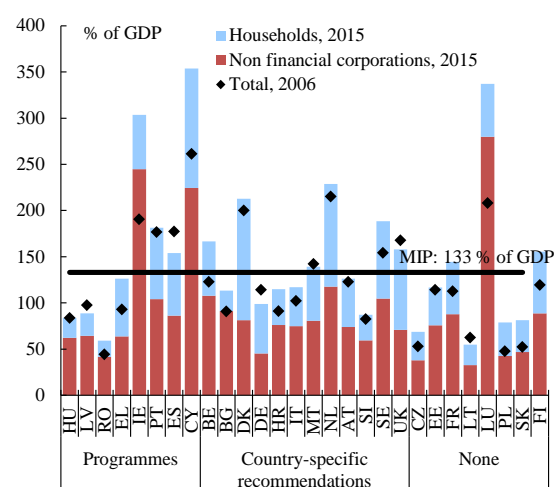 400
350
300
250
200
150
100
50
0
% of GDP
Households, 2015
Non financial corporations, 2015
Total, 2006
MIP: 133 % of GDP
HU
LV
RO
EL
IE
PT
ES
CY
BE
BG
DK
DE
HR
IT
MT
NL
AT
SI
SE
UK
CZ
EE
FR
LT
LU
PL
SK
FI
Programmes
Country-specific
recommendations
None